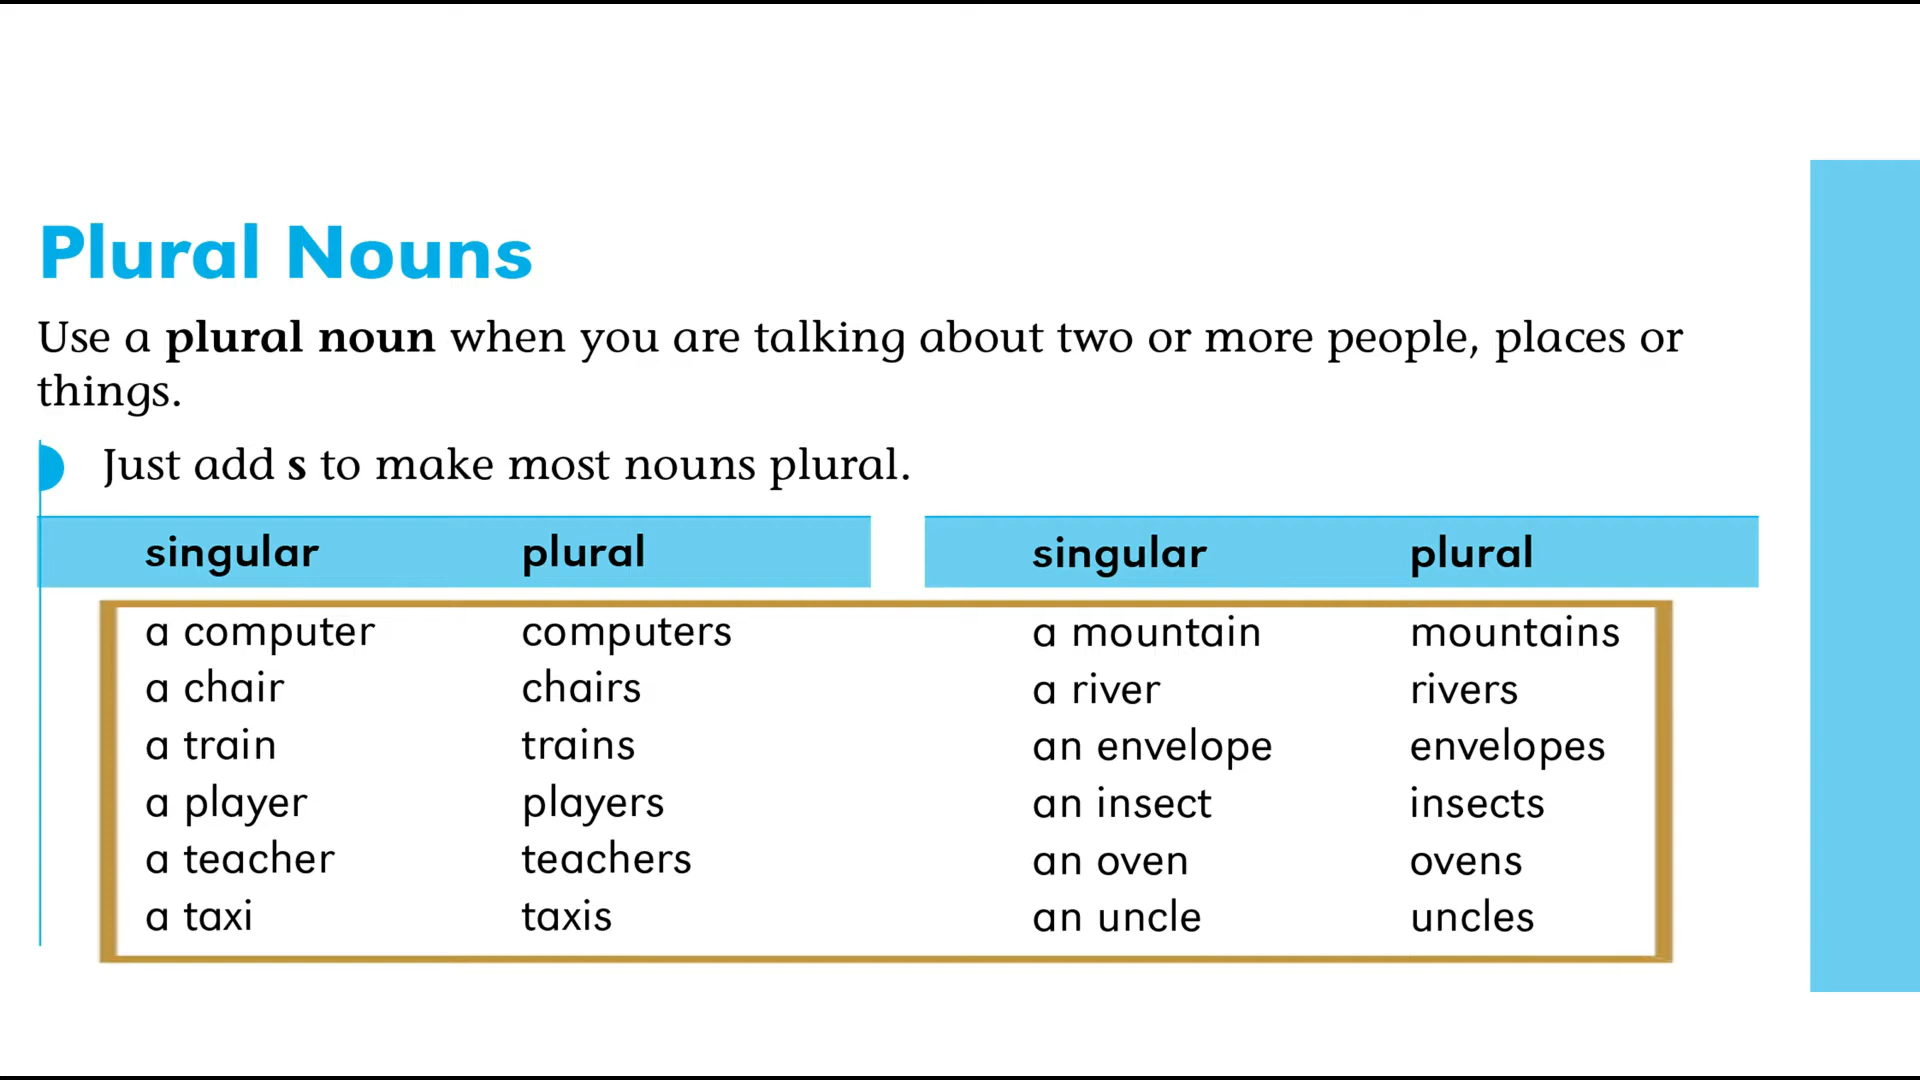 Plural Nouns
Use a plural noun when you are talking about two or more people, places or
things.
Just add s to make most nouns plural.
singular plural singular plural
a computer computers a mountain mountains
a chair chairs a river rivers
a train trains an envelope envelopes
a player players an insect insects
a teacher teachers an oven ovens
a taxi taxis an uncle uncles